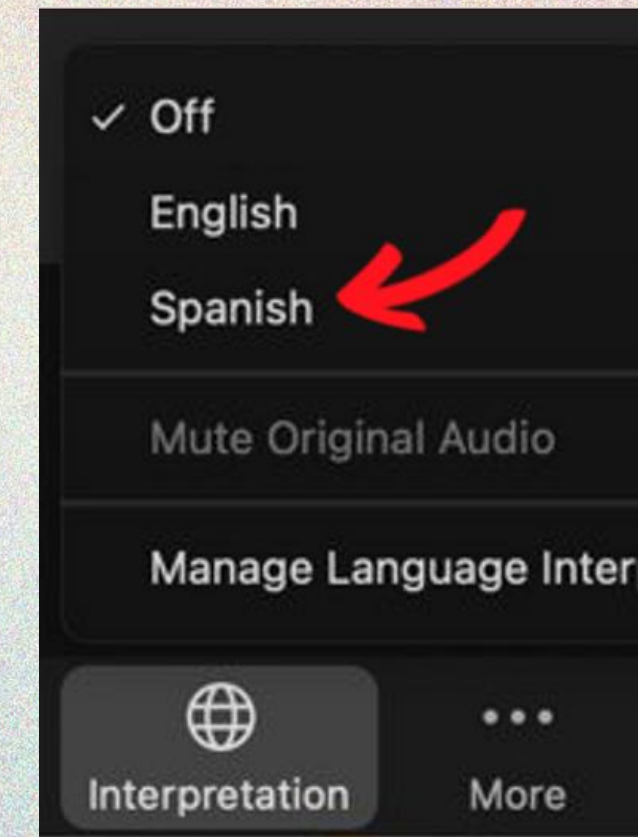 Off
English
Spanish
Mute Original Audio
Manage Language Inter
Interpretation
More